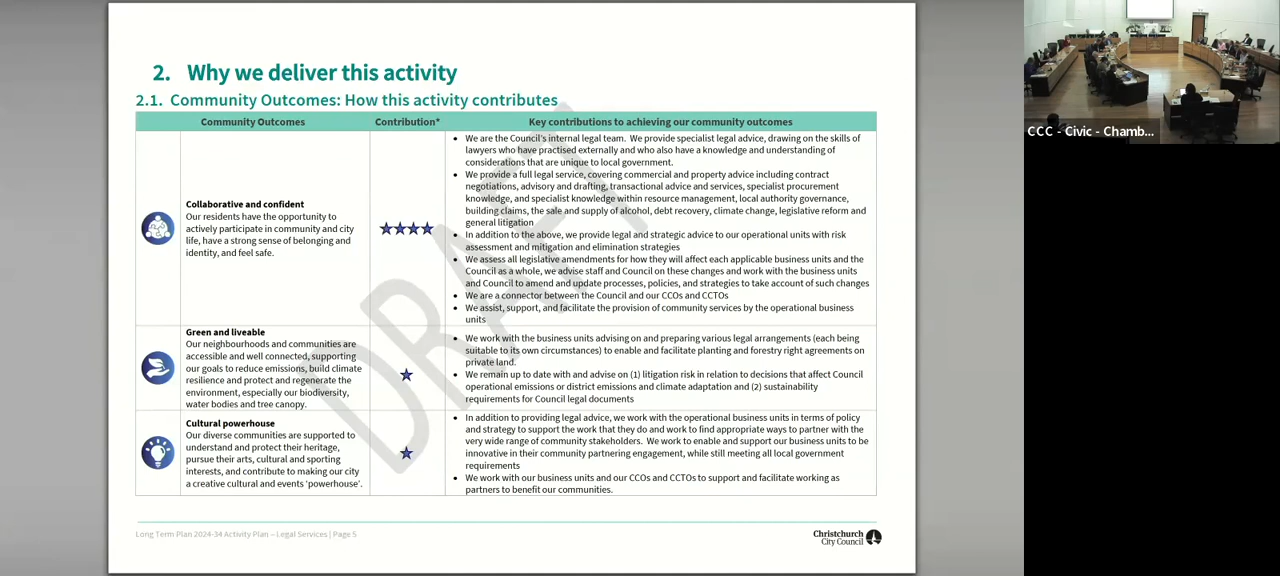 2. Why we deliver this activity
2.1. Community Outcomes: How this activity contributes
Community Outcomes
Contribution*
Key contributions to achieving our community outcomes
Collaborative and confident
Our residents have the opportunity to
actively participate in community and city
life, have a strong sense of belonging and
identity, and feel safe.
• We are the Council's internal legal team. We provide specialist legal advice, drawing on the skills of
lawyers who have practised externally and who also have a knowledge and understanding of
considerations that are unique to local government.
• We provide a full legal service, covering commercial and property advice including contract
negotiations, advisory and drafting, transactional advice and services, specialist procurement
knowledge, and specialist knowledge within resource management, local authority governance,
building claims, the sale and supply of alcohol, debt recovery, climate change, legislative reform and
general litigation
• In addition to the above, we provide legal and strategic advice to our operational units with risk
assessment and mitigation and elimination strategies
• We assess all legislative amendments for how they will affect each applicable business units and the
Council as a whole, we advise staff and Council on these changes and work with the business units
and Council to amend and update processes, policies, and strategies to take account of such changes
• We are a connector between the Council and our CCOs and CCTOs
• We assist, support, and facilitate the provision of community services by the operational business
units
Green and liveable
Our neighbourhoods and communities are
accessible and well connected, supporting
our goals to reduce emissions, build climate
resilience and protect and regenerate the
environment, especially our biodiversity,
water bodies and tree canopy.
• We work with the business units advising on and preparing various legal arrangements (each being
suitable to its own circumstances) to enable and facilitate planting and forestry right agreements on
private land.
• We remain up to date with and advise on (1) litigation risk in relation to decisions that affect Council
operational emissions or district emissions and climate adaptation and (2) sustainability
requirements for Council legal documents
Cultural powerhouse
Our diverse communities are supported to
understand and protect their heritage,
pursue their arts, cultural and sporting
interests, and contribute to making our city
a creative cultural and events 'powerhouse'.
• In addition to providing legal advice, we work with the operational business units in terms of policy
and strategy to support the work that they do and work to find appropriate ways to partner with the
very wide range of community stakeholders. We work to enable and support our business units to be
innovative in their community partnering engagement, while still meeting all local government
requirements
• We work with our business units and our CCOs and CCTOs to support and facilitate working as
partners to benefit our communities.
DRAFT
Long Term Plan 2024-34 Activity Plan – Legal Services | Page 5
Christchurch
City Council
CCC - Civic - Chamb...